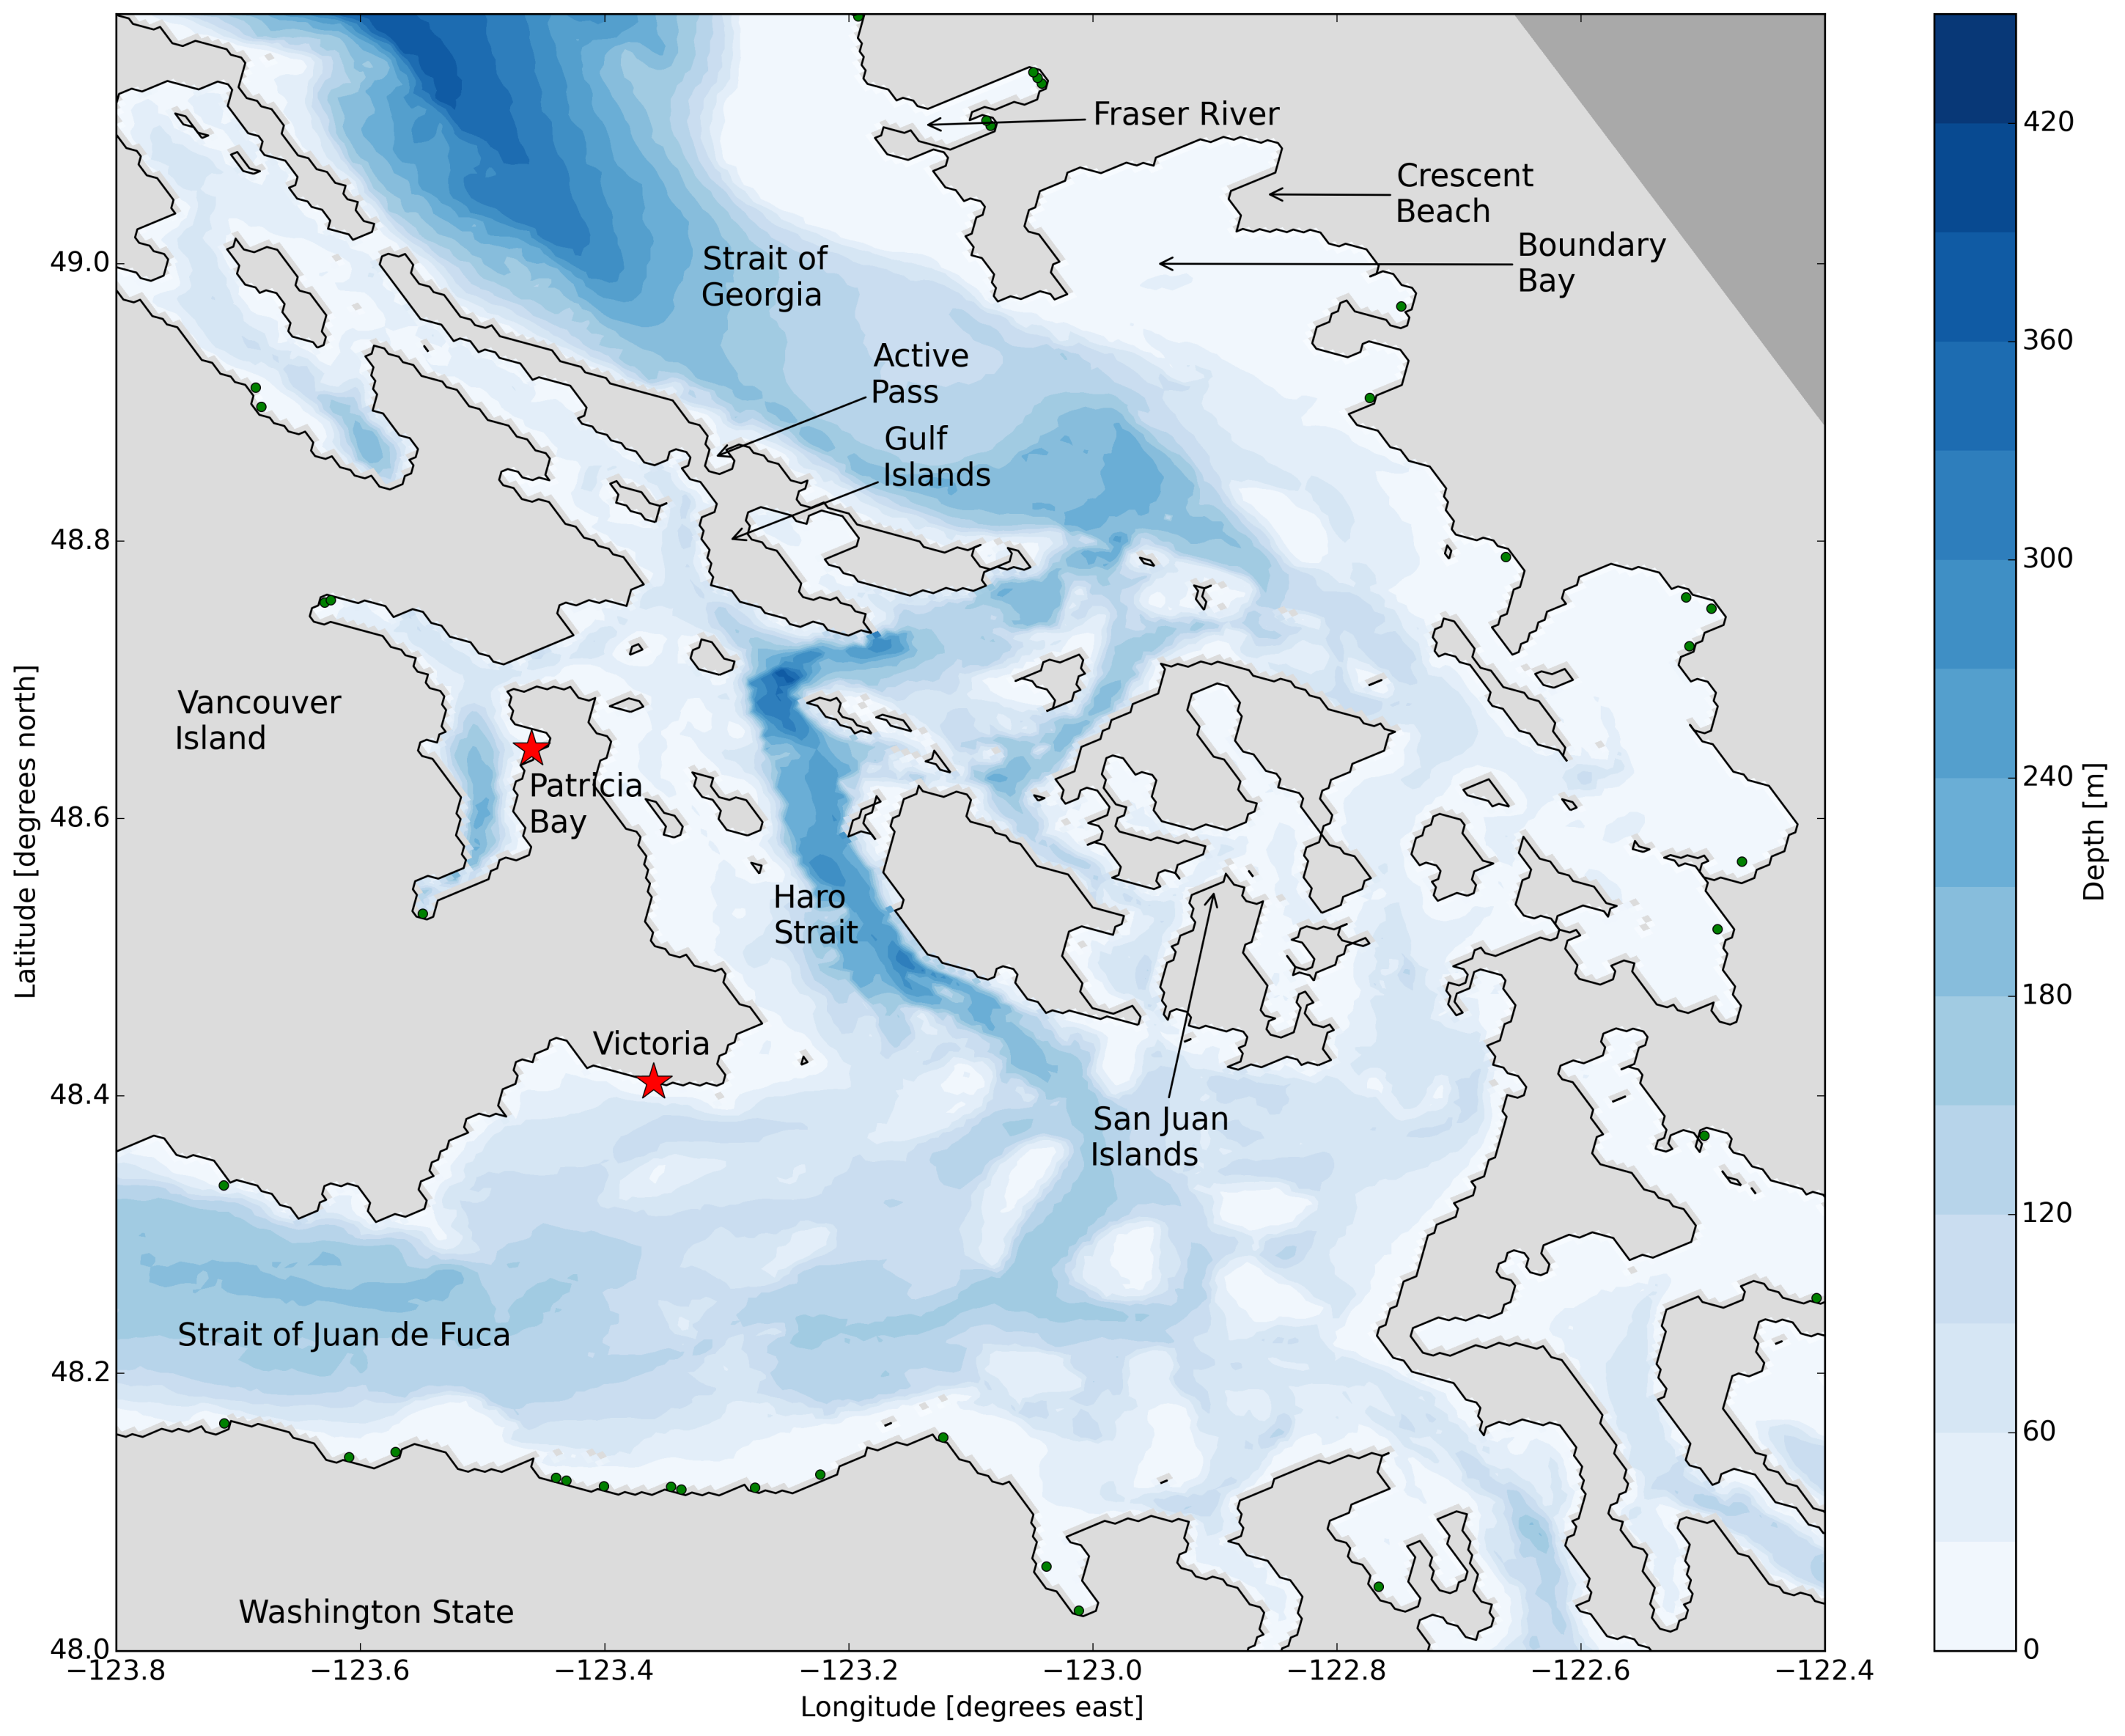 Fraser River
Crescent
Beach
Boundary
Bay
Strait of
Georgia
Active
Pass
Gulf
Islands
Vancouver
Island
Patricia
Bay
Haro
Strait
Victoria
San Juan
Islands
Strait of Juan de Fuca
Washington State
49.0
48.8
48.6
48.4
48.2
48.0
Latitude [degrees north]
−123.8
−123.6
−123.4
−123.2
−123.0
−122.8
−122.6
−122.4
Longitude [degrees east]
420
360
300
240
180
120
60
0
Depth [m]